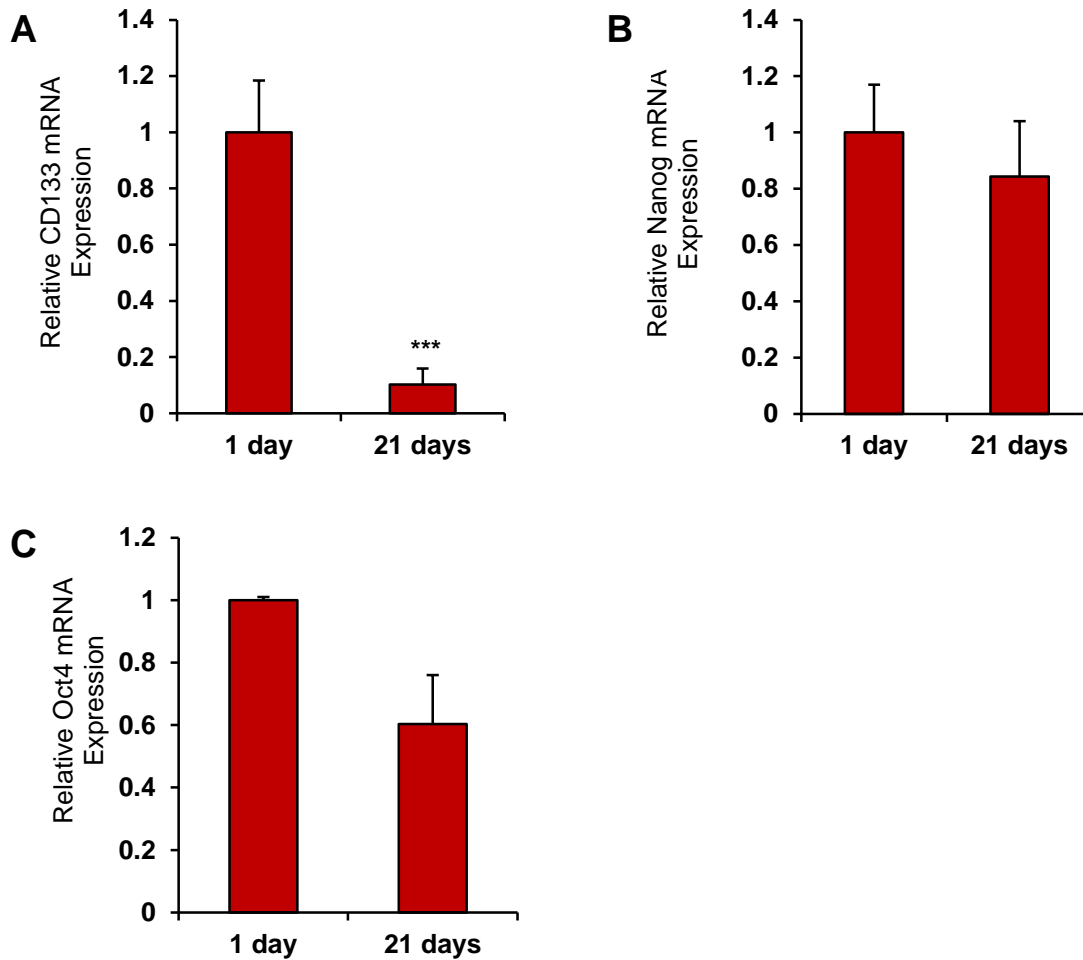 A
Relative CD133 mRNA
Expression
1.4
1.2
1
0.8
0.6
0.4
0.2
0
***
1 day
21 days
B
Relative Nanog mRNA
Expression
1.4
1.2
1
0.8
0.6
0.4
0.2
0
1 day
21 days
C
Relative Oct4 mRNA
Expression
1.2
1
0.8
0.6
0.4
0.2
0
1 day
21 days